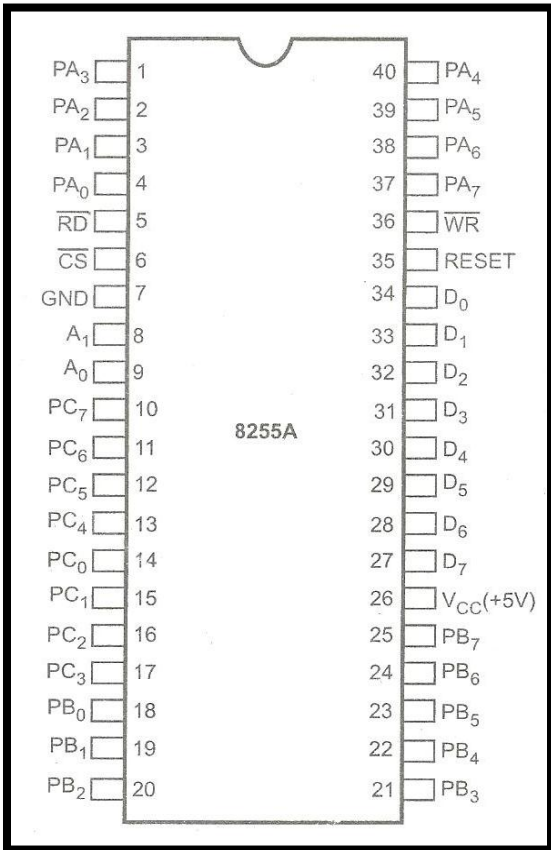 PA3 1 40 PA4
PA2 2 39 PA5
PA1 3 38 PA6
PA0 4 37 PA7
R̅D̅ 5 36 W̅R̅
C̅S̅ 6 35 RESET
GND 7 34 D0
A1 8 33 D1
A0 9 32 D2
PC7 10 31 D3
8255A
PC6 11 30 D4
PC5 12 29 D5
PC4 13 28 D6
PC0 14 27 D7
PC1 15 26 VCC(+5V)
PC2 16 25 PB7
PC3 17 24 PB6
PB0 18 23 PB5
PB1 19 22 PB4
PB2 20 21 PB3